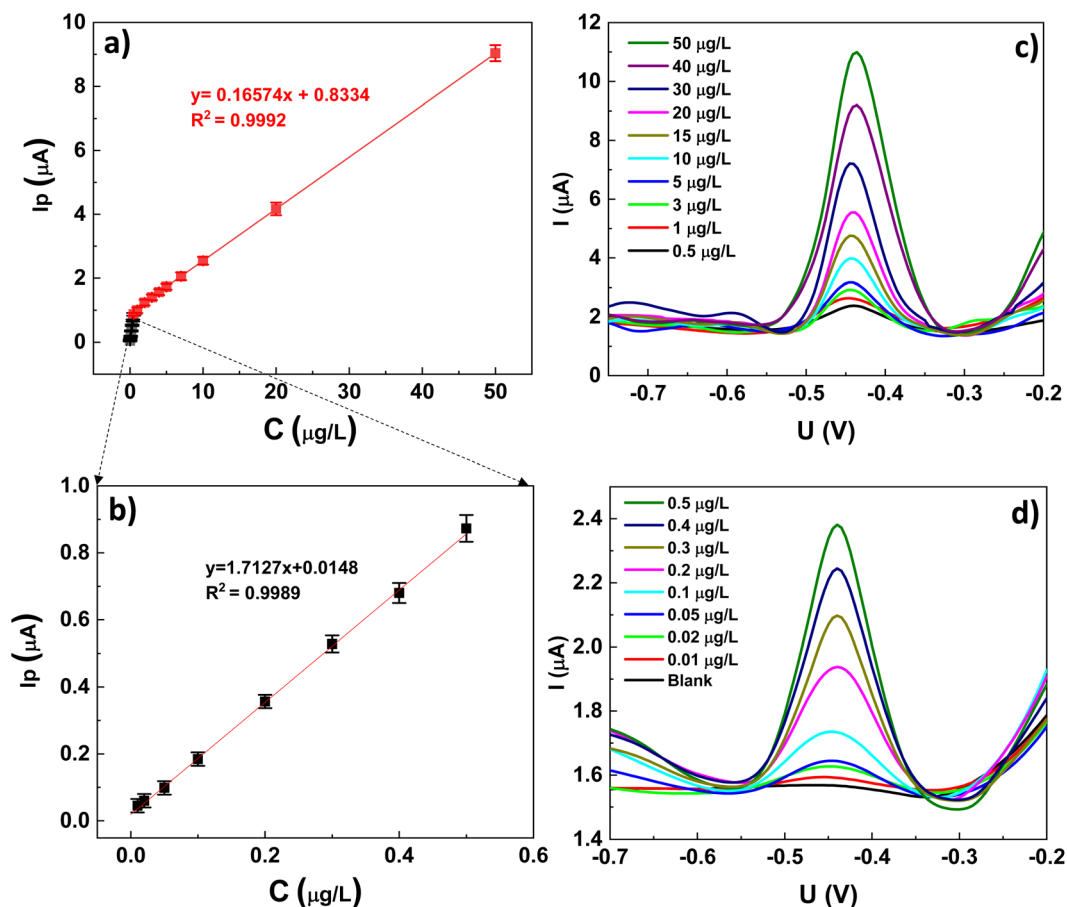 a)
y= 0.16574x + 0.8334
R² = 0.9992
Ip (μA)
10
8
6
4
2
0
0 10 20 30 40 50
C (μg/L)
c)
50 μg/L
40 μg/L
30 μg/L
20 μg/L
15 μg/L
10 μg/L
5 μg/L
3 μg/L
1 μg/L
0.5 μg/L
I (μA)
12
10
8
6
4
2
0
-0.7 -0.6 -0.5 -0.4 -0.3 -0.2
U (V)
b)
y=1.7127x+0.0148
R² = 0.9989
Ip (μA)
1.0
0.8
0.6
0.4
0.2
0.0
0.0 0.2 0.4 0.6
C (μg/L)
d)
0.5 μg/L
0.4 μg/L
0.3 μg/L
0.2 μg/L
0.1 μg/L
0.05 μg/L
0.02 μg/L
0.01 μg/L
Blank
I (μA)
2.4
2.2
2.0
1.8
1.6
1.4
-0.7 -0.6 -0.5 -0.4 -0.3 -0.2
U (V)